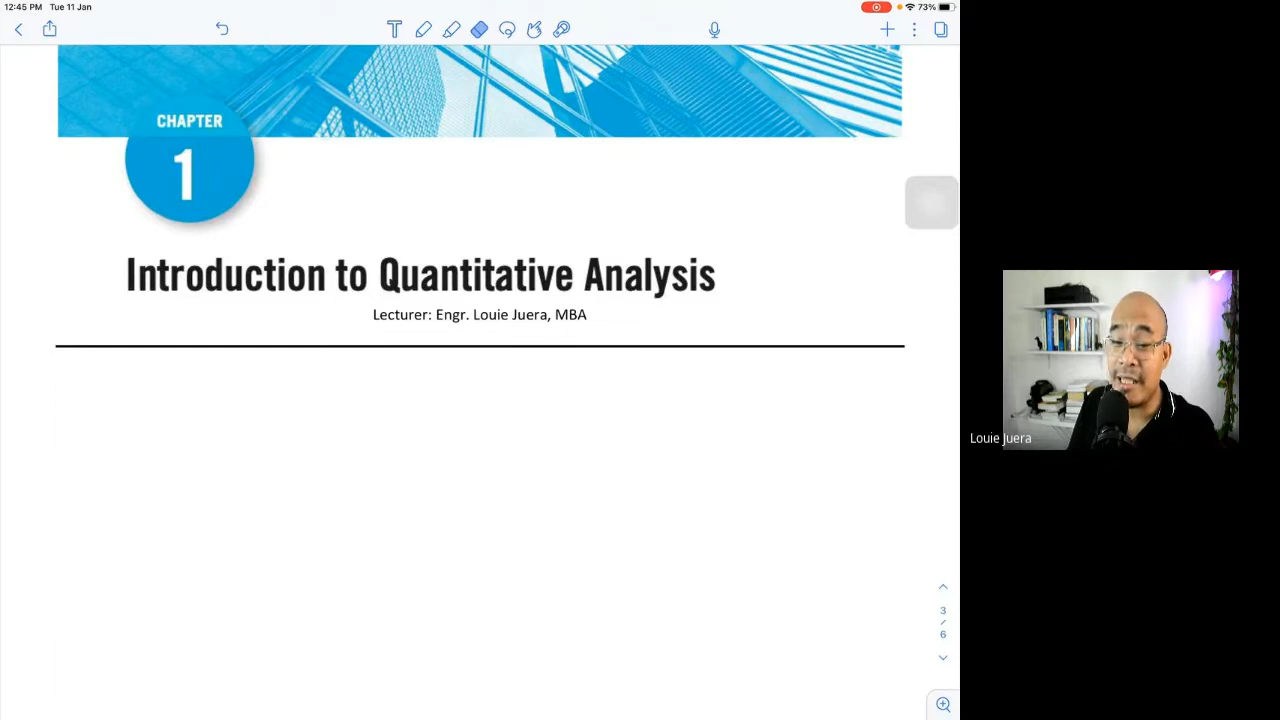 12:45 PM Tue 11 Jan
73%
CHAPTER
1
Introduction to Quantitative Analysis
Lecturer: Engr. Louie Juera, MBA
Louie Juera
3
/
6